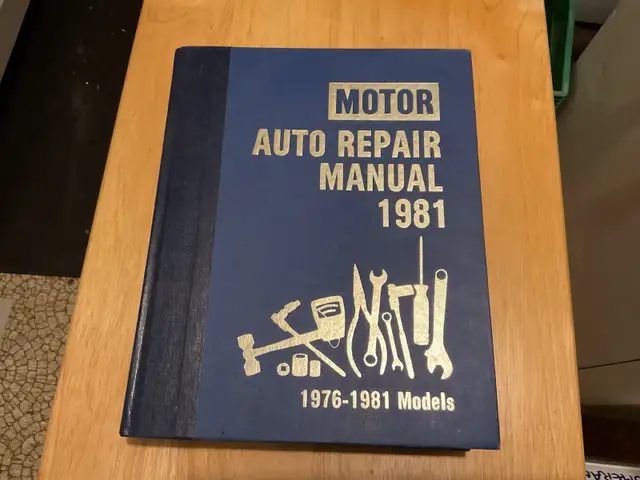 MOTOR
AUTO REPAIR
MANUAL
1981
1976-1981 Models